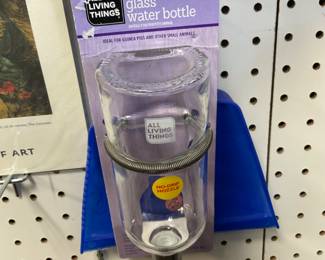 ALL
LIVING
THINGS
glass
water bottle
IDEAL FOR GUINEA PIGS AND OTHER SMALL ANIMALS
ALL
LIVING
THINGS
NO-DRIP
NOZZLE
F ART